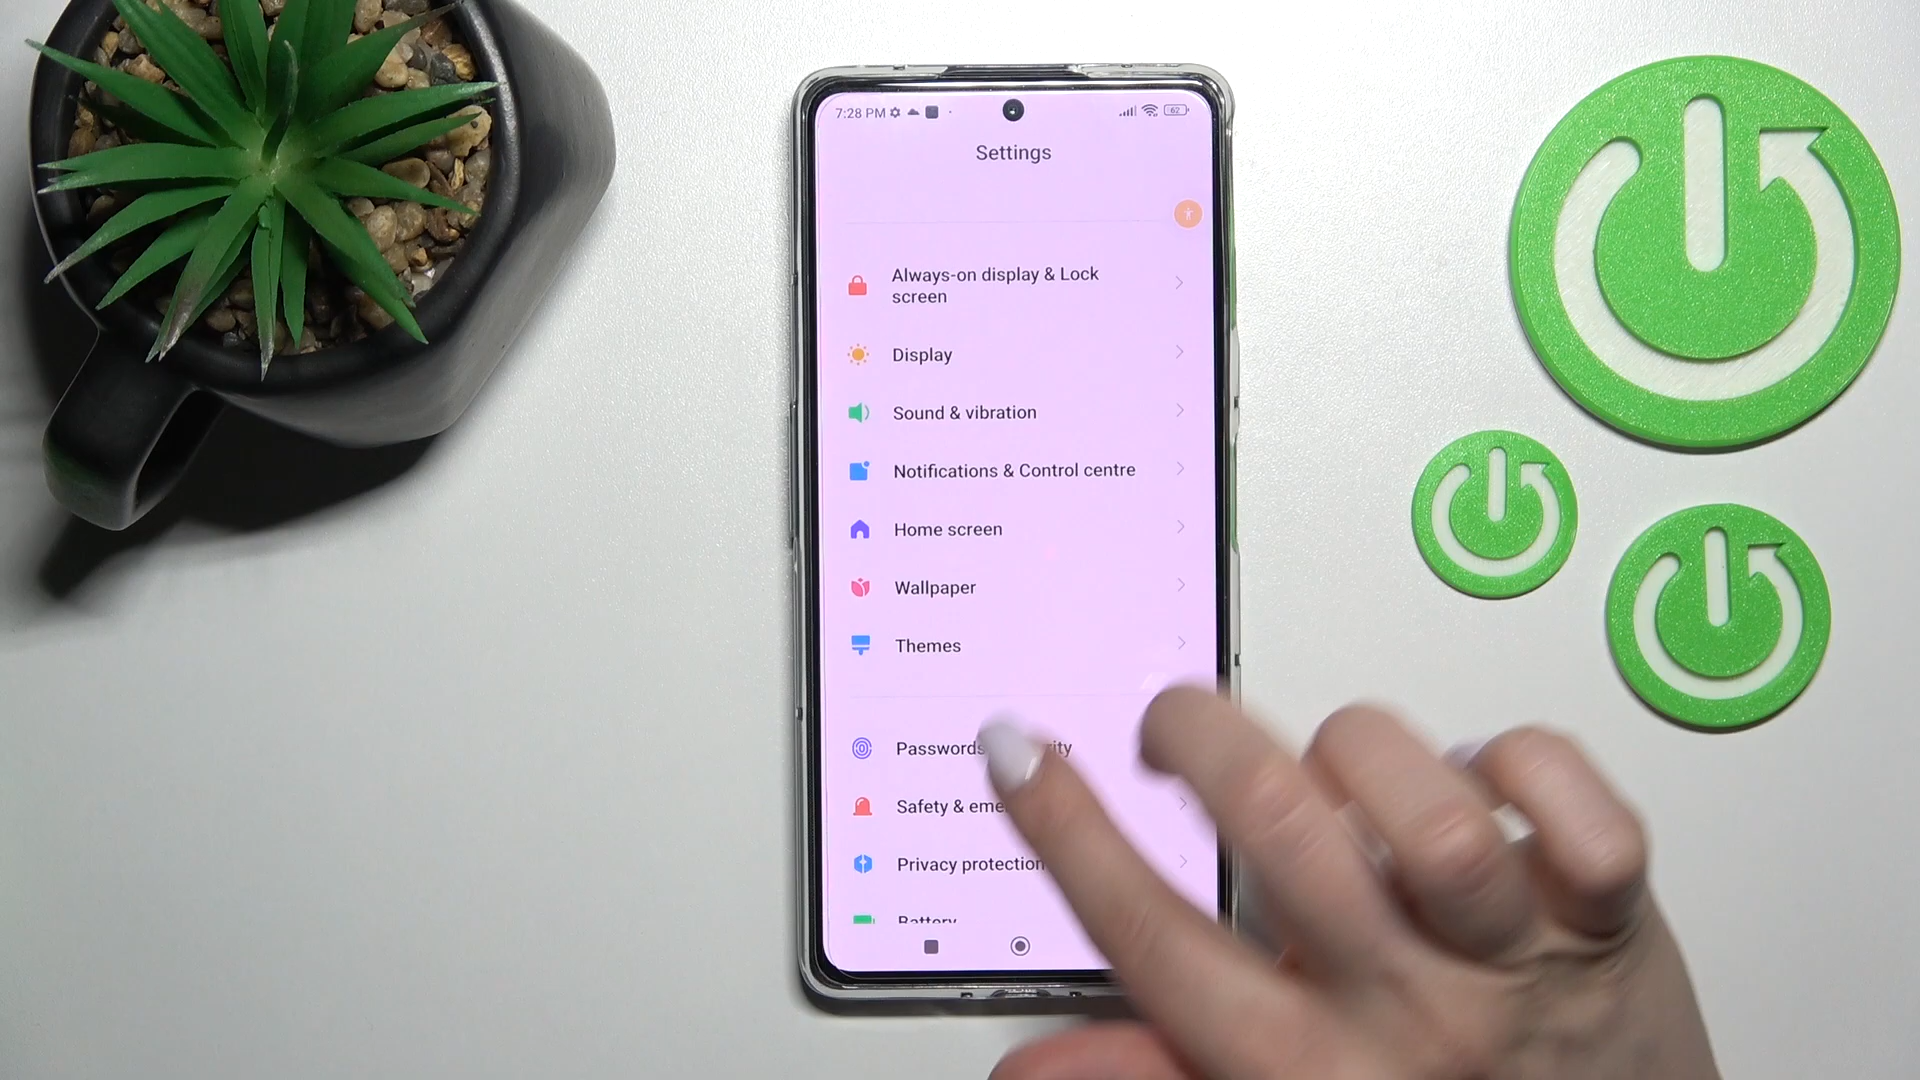 7:28 PM
62
Settings
Always-on display & Lock
screen
Display
Sound & vibration
Notifications & Control centre
Home screen
Wallpaper
Themes
Passwords
Safety &
Privacy protection
Battery